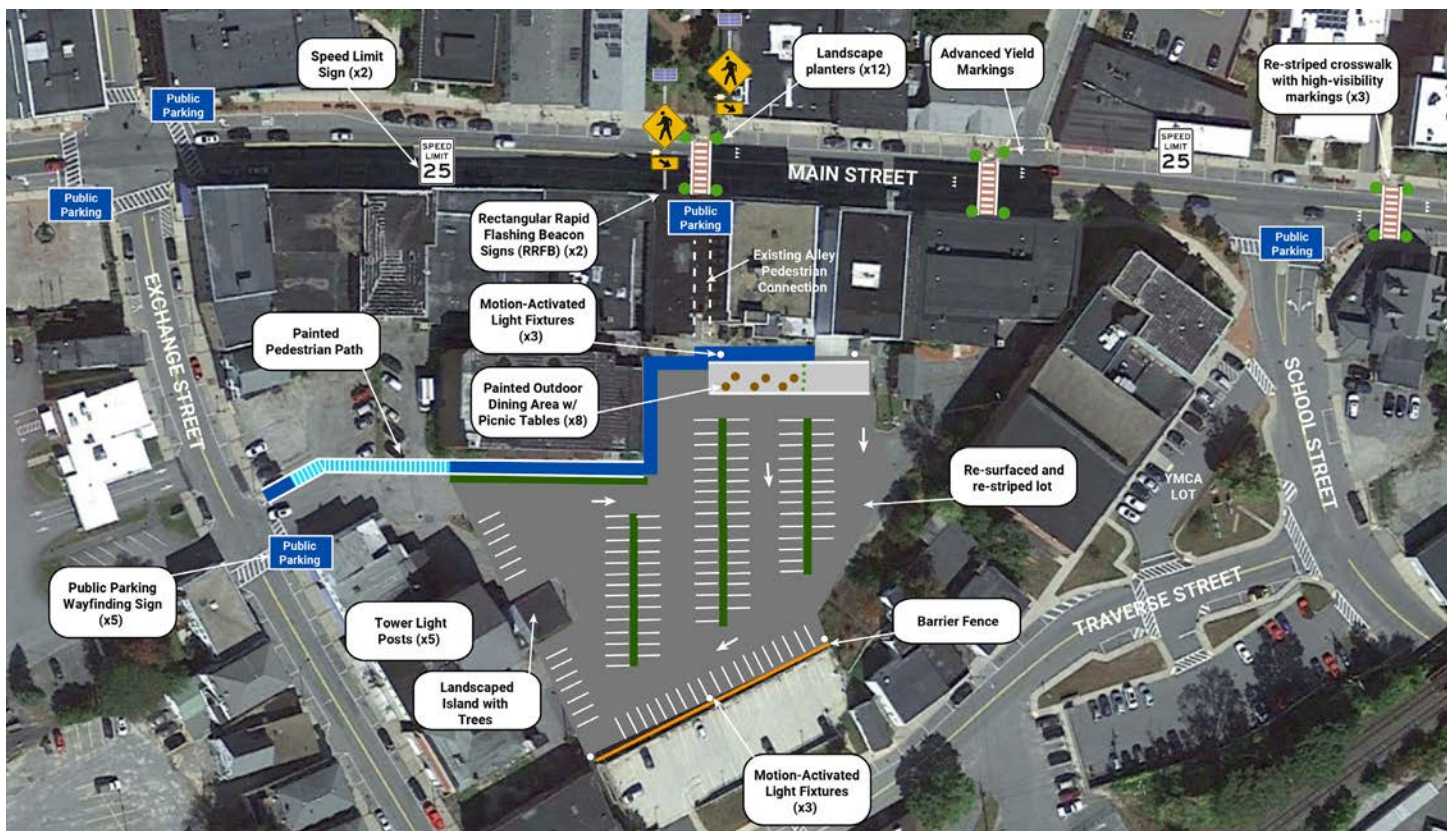 Speed Limit
Sign (x2)
Landscape
planters (x12)
Advanced Yield
Markings
Re-striped crosswalk
with high-visibility
markings (x3)
Public
Parking
SPEED
LIMIT
25
SPEED
LIMIT
25
MAIN STREET
Public
Parking
Public
Parking
Public
Parking
Rectangular Rapid
Flashing Beacon
Signs (RRFB) (x2)
Existing Alley
Pedestrian
Connection
EXCHANGE STREET
Motion-Activated
Light Fixtures
(x3)
Painted
Pedestrian Path
SCHOOL STREET
Painted Outdoor
Dining Area w/
Picnic Tables (x8)
Re-surfaced and
re-striped lot
YMCA
LOT
Public
Parking
Public Parking
Wayfinding Sign
(x5)
TRAVERSE STREET
Tower Light
Posts (x5)
Barrier Fence
Landscaped
Island with
Trees
Motion-Activated
Light Fixtures
(x3)